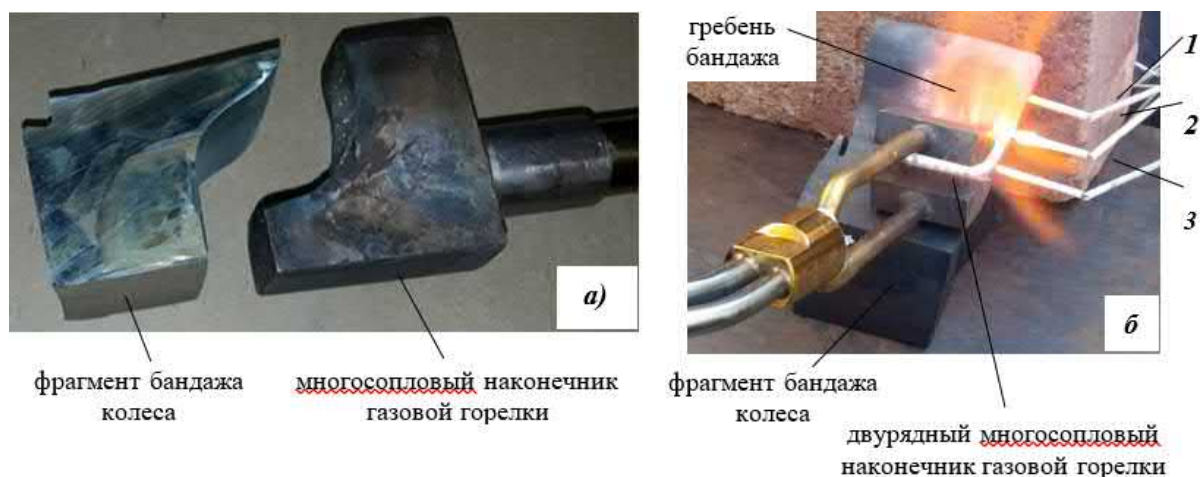 гребень
бандажа
1
2
3
а)
б
фрагмент бандажа
колеса
многосопловый наконечник
газовой горелки
фрагмент бандажа
колеса
двурядный многосопловый
наконечник газовой горелки